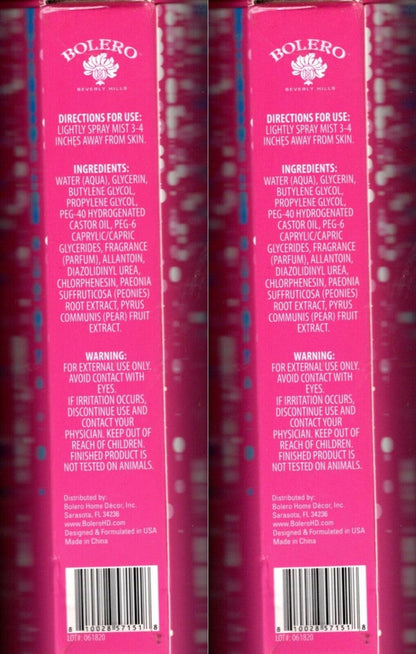 BOLERO
BEVERLY HILLS
DIRECTIONS FOR USE:
LIGHTLY SPRAY MIST 3-4
INCHES AWAY FROM SKIN.
INGREDIENTS:
WATER (AQUA), GLYCERIN,
BUTYLENE GLYCOL,
PROPYLENE GLYCOL,
PEG-40 HYDROGENATED
CASTOR OIL, PEG-6
CAPRYLIC/CAPRIC
GLYCERIDES, FRAGRANCE
(PARFUM), ALLANTOIN,
DIAZOLIDINYL UREA,
CHLORPHENESIN, PAEONIA
SUFFRUTICOSA (PEONIES)
ROOT EXTRACT, PYRUS
COMMUNIS (PEAR) FRUIT
EXTRACT.
WARNING:
FOR EXTERNAL USE ONLY.
AVOID CONTACT WITH
EYES.
IF IRRITATION OCCURS,
DISCONTINUE USE AND
CONTACT YOUR
PHYSICIAN. KEEP OUT OF
REACH OF CHILDREN.
FINISHED PRODUCT IS
NOT TESTED ON ANIMALS.
Distributed by:
Bolero Home Décor, Inc.
Sarasota, FL 34236
www.BoleroHD.com
Designed & Formulated in USA
Made in China
8 10028 57151 8
LOT#: 061820
BOLERO
BEVERLY HILLS
DIRECTIONS FOR USE:
LIGHTLY SPRAY MIST 3-4
INCHES AWAY FROM SKIN.
INGREDIENTS:
WATER (AQUA), GLYCERIN,
BUTYLENE GLYCOL,
PROPYLENE GLYCOL,
PEG-40 HYDROGENATED
CASTOR OIL, PEG-6
CAPRYLIC/CAPRIC
GLYCERIDES, FRAGRANCE
(PARFUM), ALLANTOIN,
DIAZOLIDINYL UREA,
CHLORPHENESIN, PAEONIA
SUFFRUTICOSA (PEONIES)
ROOT EXTRACT, PYRUS
COMMUNIS (PEAR) FRUIT
EXTRACT.
WARNING:
FOR EXTERNAL USE ONLY.
AVOID CONTACT WITH
EYES.
IF IRRITATION OCCURS,
DISCONTINUE USE AND
CONTACT YOUR
PHYSICIAN. KEEP OUT OF
REACH OF CHILDREN.
FINISHED PRODUCT IS
NOT TESTED ON ANIMALS.
Distributed by:
Bolero Home Décor, Inc.
Sarasota, FL 34236
www.BoleroHD.com
Designed & Formulated in USA
Made in China
8 10028 57151 8
LOT#: 061820